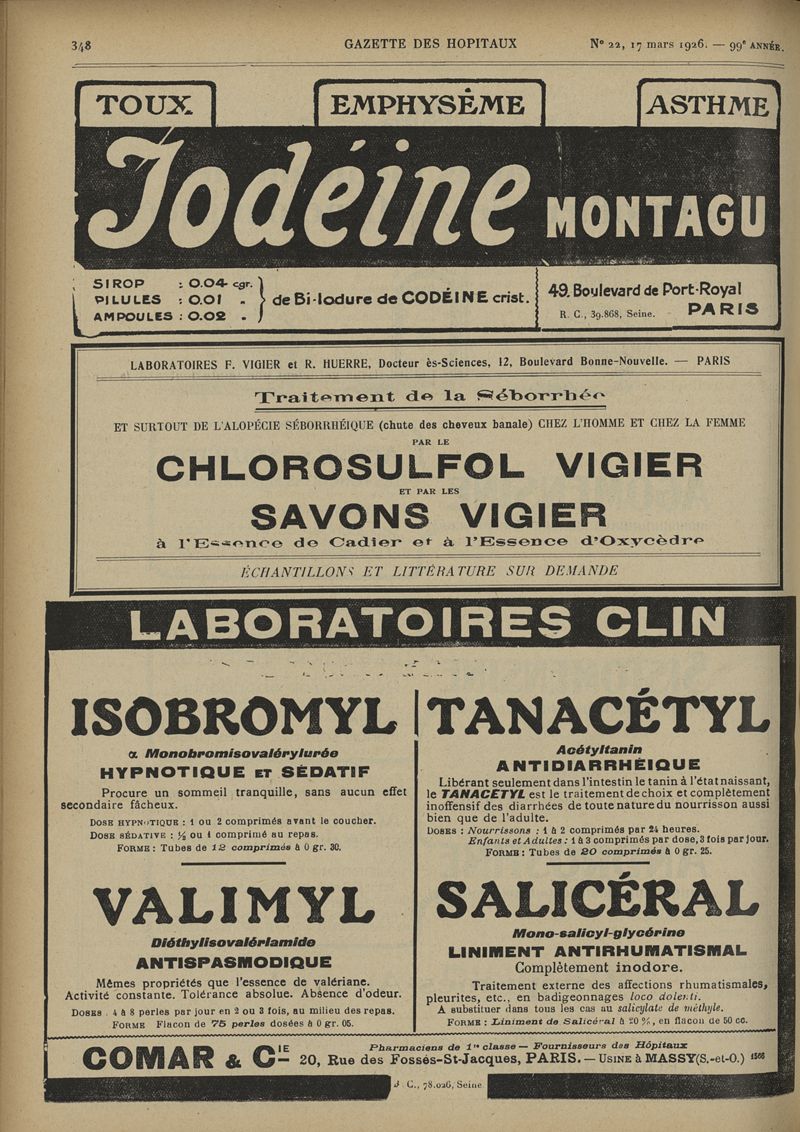 348 GAZETTE DES HOPITAUX Nº 22, 17 mars 1926. — 99e ANNÉE.
TOUX EMPHYSÊME ASTHME
Jodéine MONTAGU
SIROP : 0.04 cgr.
PILULES : 0.01 "
AMPOULES : 0.02 "
de Bi-lodure de CODÉINE crist.
49, Boulevard de Port-Royal
R. C., 39.868, Seine. PARIS
LABORATOIRES F. VIGIER et R. HUERRE, Docteur ès-Sciences, 12, Boulevard Bonne-Nouvelle. — PARIS
Traitement de la Séborrhée
ET SURTOUT DE L'ALOPÉCIE SÉBORRHÉIQUE (chute des cheveux banale) CHEZ L'HOMME ET CHEZ LA FEMME
PAR LE
CHLOROSULFOL VIGIER
ET PAR LES
SAVONS VIGIER
à l'Essence de Cadier et à l'Essence d'Oxycèdre
ÉCHANTILLONS ET LITTÉRATURE SUR DEMANDE
LABORATOIRES CLIN
ISOBROMYL
α Monobromisovalérylurée
HYPNOTIQUE ET SÉDATIF
Procure un sommeil tranquille, sans aucun effet
secondaire fâcheux.
DOSE HYPNOTIQUE : 1 ou 2 comprimés avant le coucher.
DOSE SÉDATIVE : ½ ou 1 comprimé au repas.
FORME : Tubes de 12 comprimés à 0 gr. 30.
VALIMYL
Diéthylisovalériamide
ANTISPASMODIQUE
Mêmes propriétés que l'essence de valériane.
Activité constante. Tolérance absolue. Absence d'odeur.
DOSES . 4 à 8 perles par jour en 2 ou 3 fois, au milieu des repas.
FORME Flacon de 75 perles dosées à 0 gr. 05.
TANACÉTYL
Acétyltanin
ANTIDIARRHÉIQUE
Libérant seulement dans l'intestin le tanin à l'état naissant,
le TANACÉTYL est le traitement de choix et complètement
inoffensif des diarrhées de toute nature du nourrisson aussi
bien que de l'adulte.
DOSES : Nourrissons : 1 à 2 comprimés par 24 heures.
Enfants et Adultes : 1 à 3 comprimés par dose, 3 fois par jour.
FORME : Tubes de 20 comprimés à 0 gr. 25.
SALICÉRAL
Mono-salicyl-glycérine
LINIMENT ANTIRHUMATISMAL
Complètement inodore.
Traitement externe des affections rhumatismales,
pleurites, etc., en badigeonnages loco dolenti.
A substituer dans tous les cas au salicylate de méthyle.
FORME : Liniment de Salicéral à 20 %, en flacon de 50 cc.
COMAR & CIE
Pharmaciens de 1re classe — Fournisseurs des Hôpitaux
20, Rue des Fossés-St-Jacques, PARIS. — USINE à MASSY (S.-et-O.) 1566
R. C., 78.026, Seine